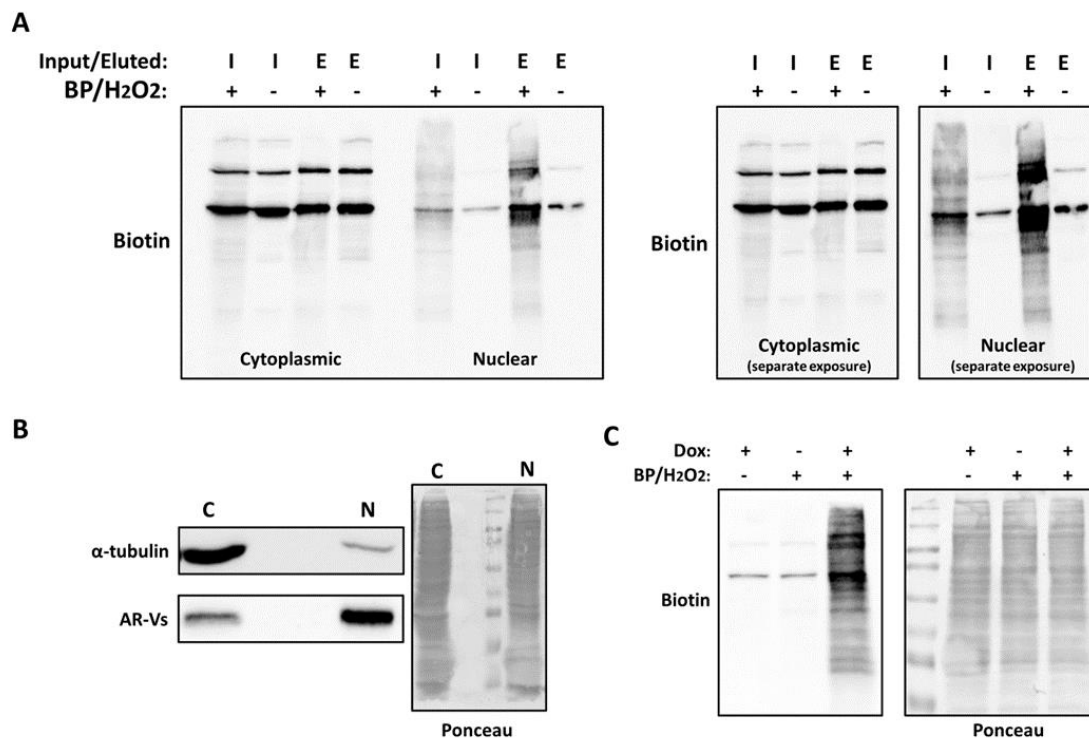 A
Input/Eluted: I I E E I I E E I I E E I I E E
BP/H2O2: + - + - + - + - + - + - + - + -
Biotin
Cytoplasmic Nuclear
Biotin
Cytoplasmic
(separate exposure)
Nuclear
(separate exposure)
B
C N
α-tubulin
AR-Vs
C N
Ponceau
C
Dox: + - + + - +
BP/H2O2: - + + - + +
Biotin
Ponceau